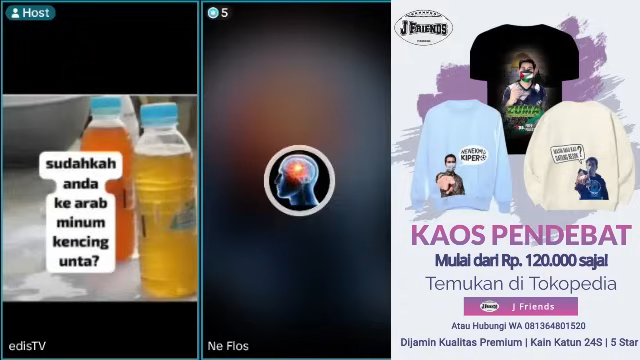 Host
sudahkah
anda
ke arab
minum
kencing
unta?
edisTV
5
Ne Flos
J FRIENDS
ZUMA
NENEKMU
KIPER
KAOS PENDEBAT
Mulai dari Rp. 120.000 saja!
Temukan di Tokopedia
J Friends
Atau Hubungi WA 081364801520
Dijamin Kualitas Premium | Kain Katun 24S | 5 Star